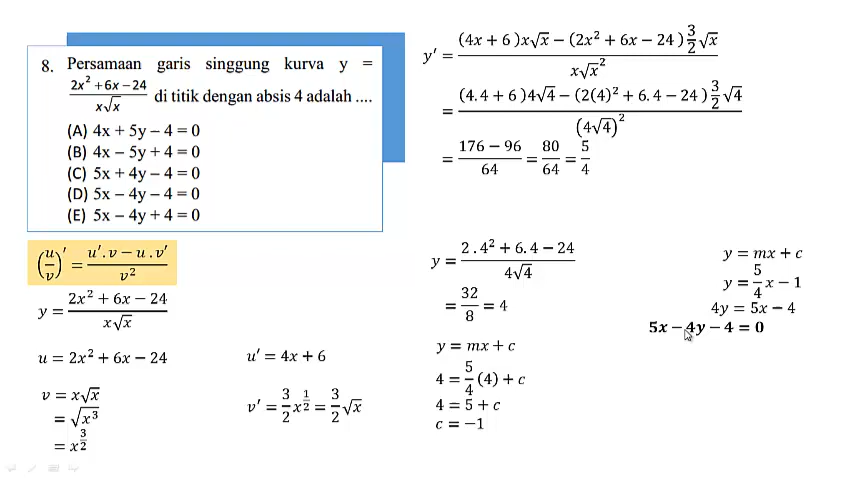 8. Persamaan garis singgung kurva y =
(2x² + 6x − 24)/(x√x) di titik dengan absis 4 adalah ....
(A) 4x + 5y – 4 = 0
(B) 4x – 5y + 4 = 0
(C) 5x + 4y – 4 = 0
(D) 5x – 4y – 4 = 0
(E) 5x – 4y + 4 = 0
(u/v)′ = (u′.v − u.v′)/v²
y = (2x² + 6x − 24)/(x√x)
u = 2x² + 6x − 24
v = x√x
= √x³
= x^(3/2)
u′ = 4x + 6
v′ = 3/2 x^(1/2) = 3/2 √x
y′ = ((4x + 6)x√x − (2x² + 6x − 24) 3/2 √x)/(x√x²)
= ((4.4 + 6)4√4 − (2(4)² + 6.4 − 24) 3/2 √4)/(4√4)²
= (176 − 96)/64 = 80/64 = 5/4
y = (2.4² + 6.4 − 24)/(4√4)
= 32/8 = 4
y = mx + c
4 = 5/4 (4) + c
4 = 5 + c
c = −1
y = mx + c
y = 5/4 x − 1
4y = 5x − 4
5x − 4y − 4 = 0